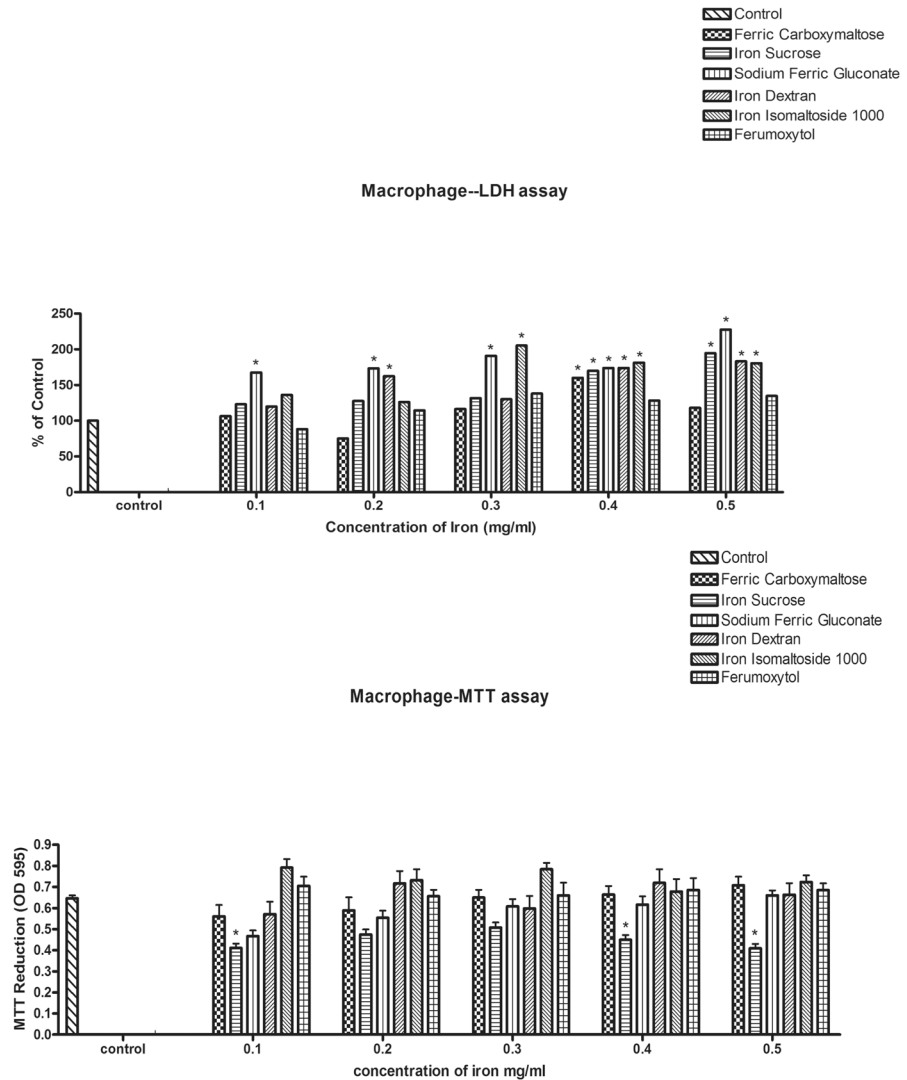 Control
Ferric Carboxymaltose
Iron Sucrose
Sodium Ferric Gluconate
Iron Dextran
Iron Isomaltoside 1000
Ferumoxytol
Macrophage--LDH assay
% of Control
250
200
150
100
50
0
* * * * * * * * * * * * * * *
control 0.1 0.2 0.3 0.4 0.5
Concentration of Iron (mg/ml)
Control
Ferric Carboxymaltose
Iron Sucrose
Sodium Ferric Gluconate
Iron Dextran
Iron Isomaltoside 1000
Ferumoxytol
Macrophage-MTT assay
MTT Reduction (OD 595)
0.9
0.8
0.7
0.6
0.5
0.4
0.3
0.2
0.1
0.0
* * *
control 0.1 0.2 0.3 0.4 0.5
concentration of iron mg/ml